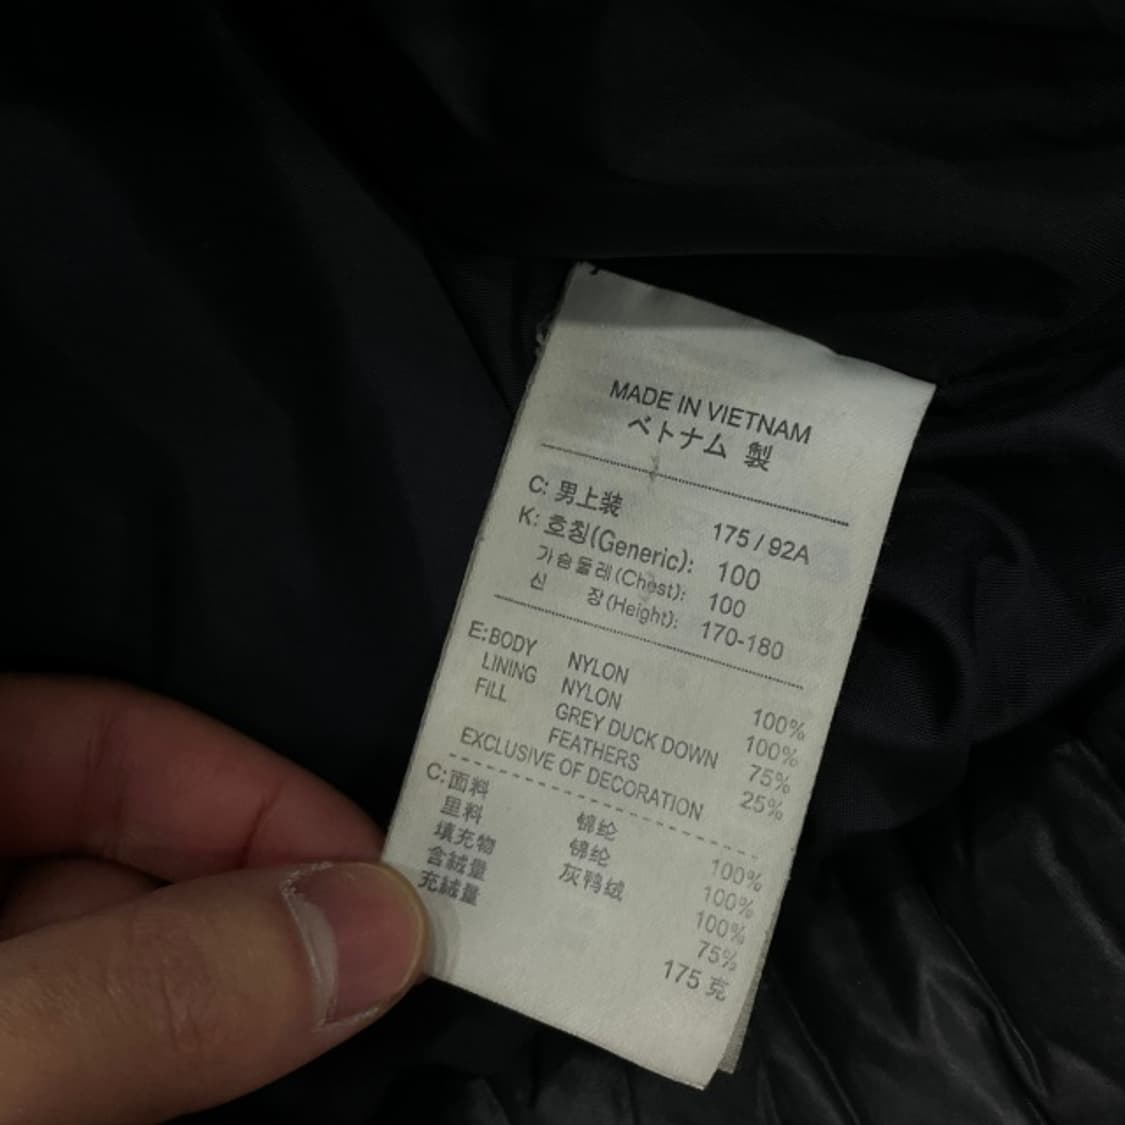 MADE IN VIETNAM
ベトナム 製
C: 男上装 175 / 92A
K: 호칭(Generic): 100
가슴둘레(Chest): 100
신 장(Height): 170-180
E:BODY NYLON 100%
LINING NYLON 100%
FILL GREY DUCK DOWN 75%
FEATHERS 25%
EXCLUSIVE OF DECORATION
C:面料 锦纶 100%
里料 锦纶 100%
填充物 灰鸭绒 100%
含絨量 75%
充絨量 175 克